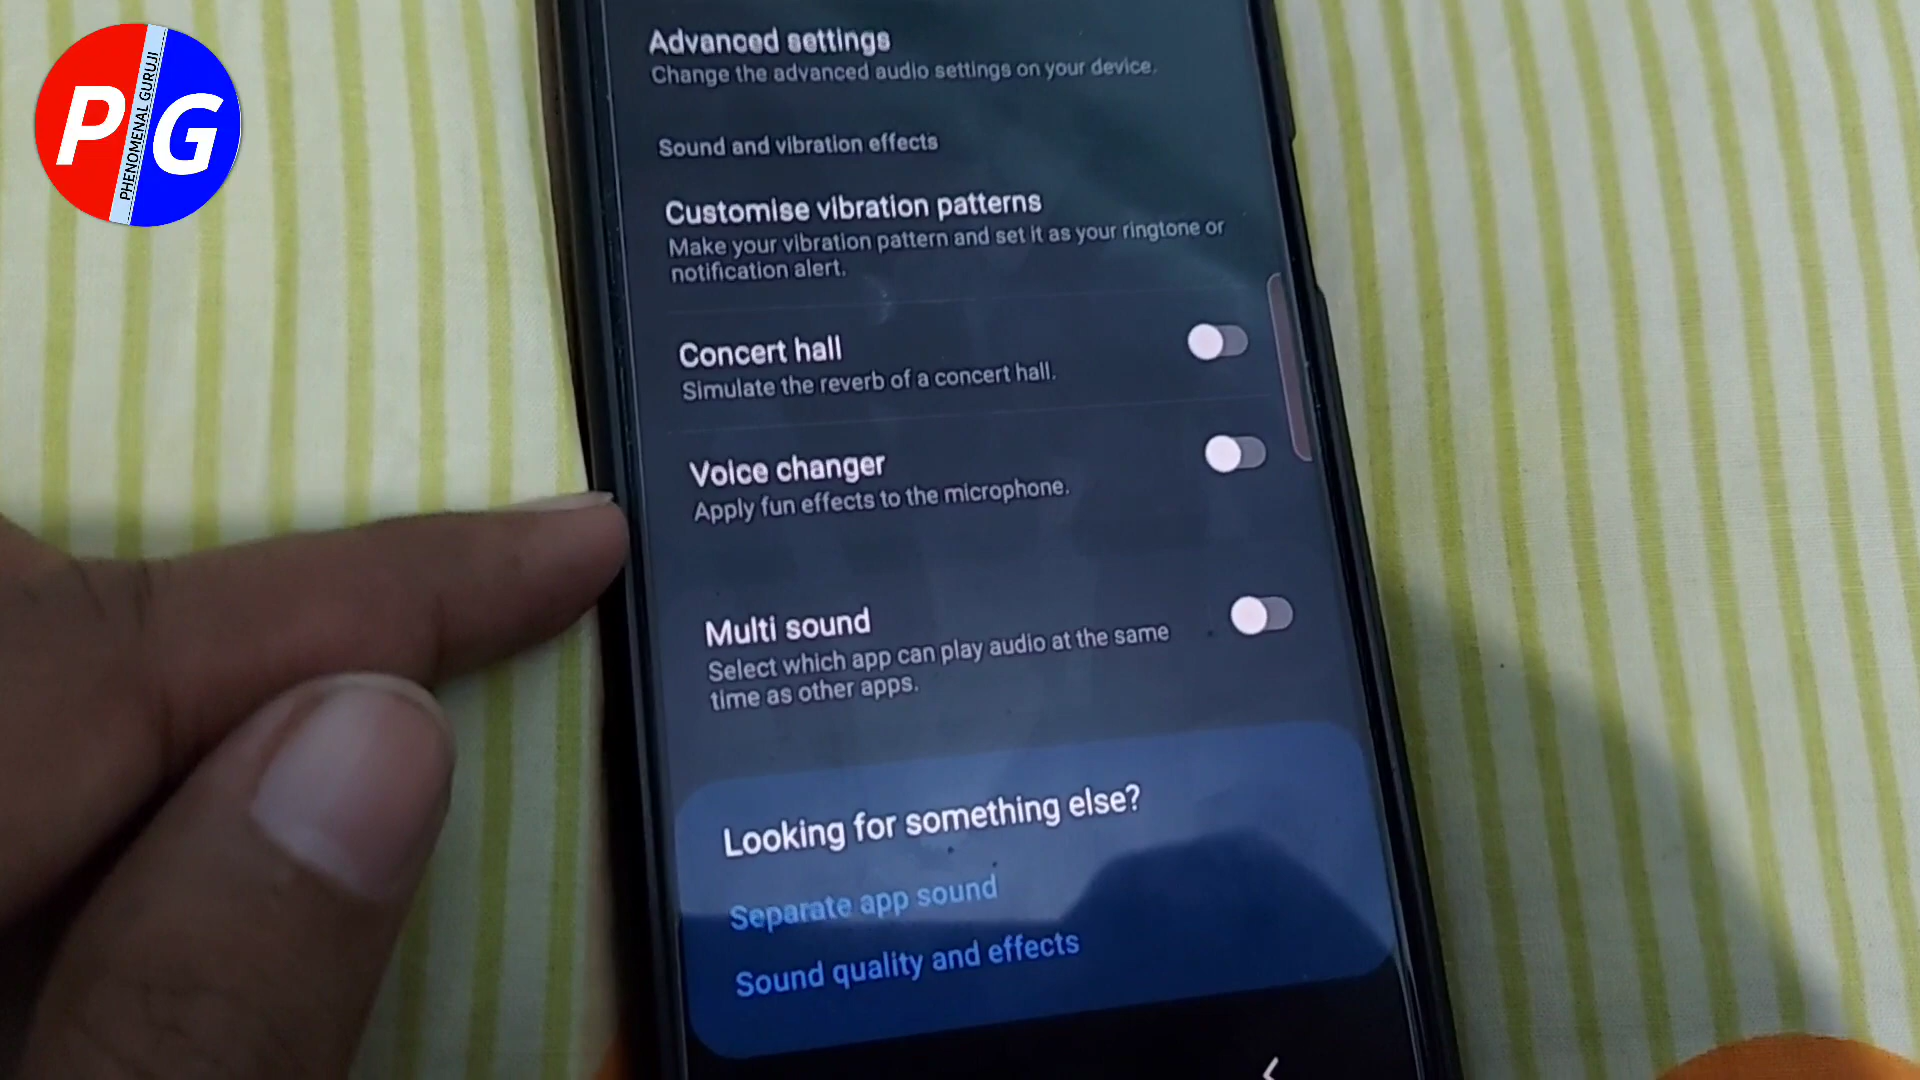 P G
PHENOMENAL GURUJI
Advanced settings
Change the advanced audio settings on your device.
Sound and vibration effects
Customise vibration patterns
Make your vibration pattern and set it as your ringtone or
notification alert.
Concert hall
Simulate the reverb of a concert hall.
Voice changer
Apply fun effects to the microphone.
Multi sound
Select which app can play audio at the same
time as other apps.
Looking for something else?
Separate app sound
Sound quality and effects